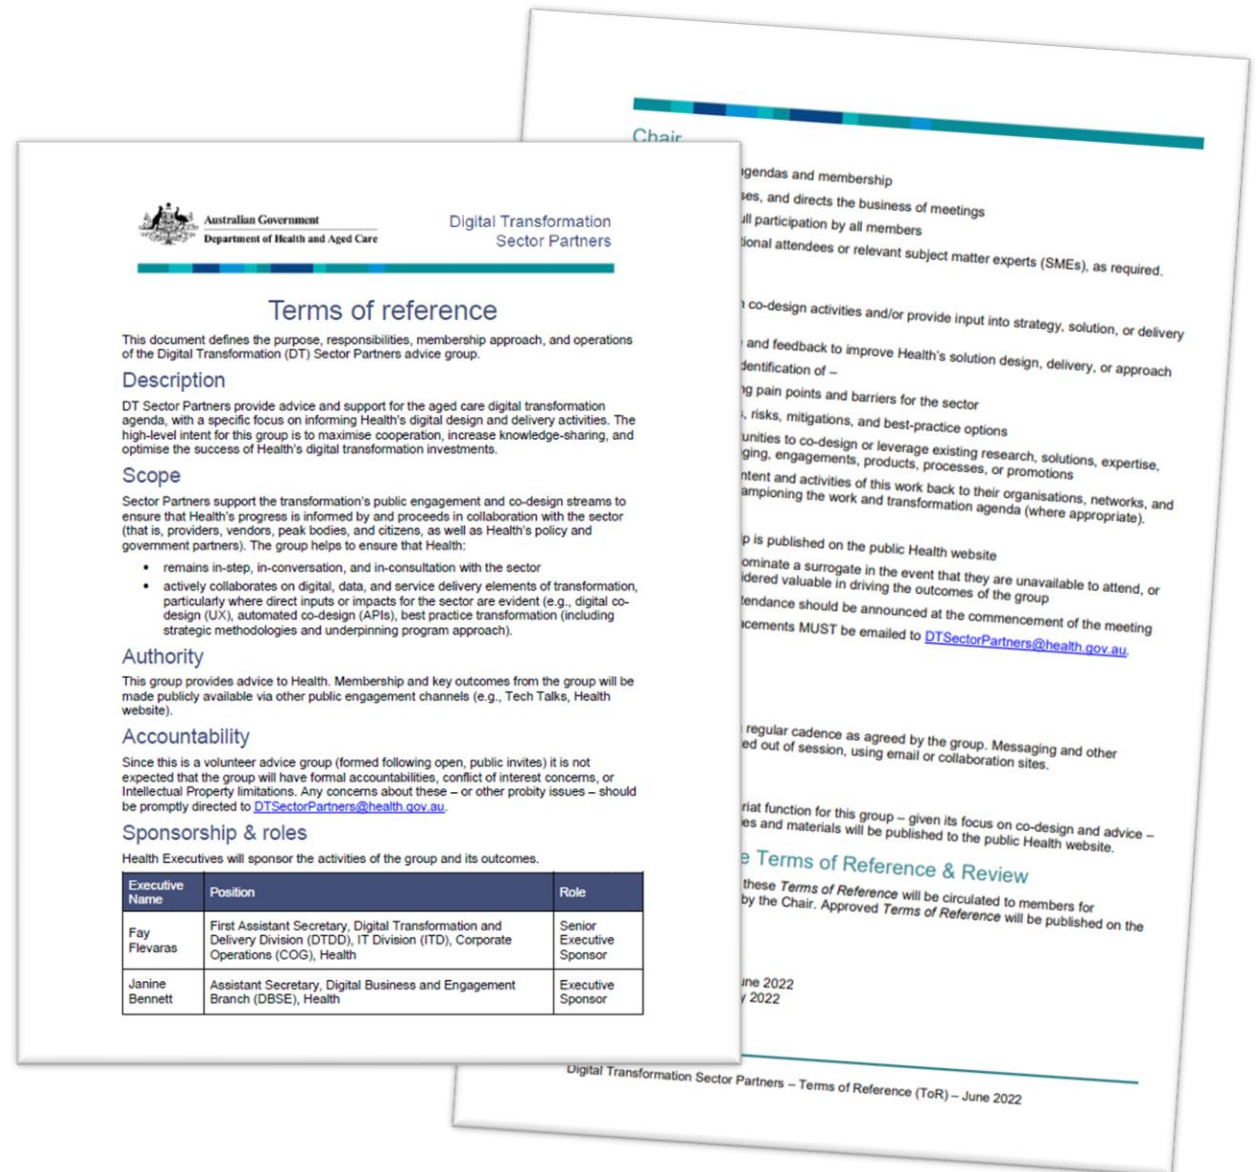 Australian Government
Department of Health and Aged Care
Digital Transformation
Sector Partners
Terms of reference
This document defines the purpose, responsibilities, membership approach, and operations
of the Digital Transformation (DT) Sector Partners advice group.
Description
DT Sector Partners provide advice and support for the aged care digital transformation
agenda, with a specific focus on informing Health's digital design and delivery activities. The
high-level intent for this group is to maximise cooperation, increase knowledge-sharing, and
optimise the success of Health's digital transformation investments.
Scope
Sector Partners support the transformation's public engagement and co-design streams to
ensure that Health's progress is informed by and proceeds in collaboration with the sector
(that is, providers, vendors, peak bodies, and citizens, as well as Health's policy and
government partners). The group helps to ensure that Health:
• remains in-step, in-conversation, and in-consultation with the sector
• actively collaborates on digital, data, and service delivery elements of transformation,
particularly where direct inputs or impacts for the sector are evident (e.g., digital co-
design (UX), automated co-design (APIs), best practice transformation (including
strategic methodologies and underpinning program approach).
Authority
This group provides advice to Health. Membership and key outcomes from the group will be
made publicly available via other public engagement channels (e.g., Tech Talks, Health
website).
Accountability
Since this is a volunteer advice group (formed following open, public invites) it is not
expected that the group will have formal accountabilities, conflict of interest concerns, or
Intellectual Property limitations. Any concerns about these – or other probity issues – should
be promptly directed to DTSectorPartners@health.gov.au.
Sponsorship & roles
Health Executives will sponsor the activities of the group and its outcomes.
Executive
Name
Position
Role
Fay
Flevaras
First Assistant Secretary, Digital Transformation and
Delivery Division (DTDD), IT Division (ITD), Corporate
Operations (COG), Health
Senior
Executive
Sponsor
Janine
Bennett
Assistant Secretary, Digital Business and Engagement
Branch (DBSE), Health
Executive
Sponsor
Chair
agendas and membership
and directs the business of meetings
participation by all members
attendees or relevant subject matter experts (SMEs), as required.
co-design activities and/or provide input into strategy, solution, or delivery
and feedback to improve Health's solution design, delivery, or approach
of –
pain points and barriers for the sector
risks, mitigations, and best-practice options
to co-design or leverage existing research, solutions, expertise,
engagements, products, processes, or promotions
and activities of this work back to their organisations, networks, and
the work and transformation agenda (where appropriate).
is published on the public Health website
a surrogate in the event that they are unavailable to attend, or
valuable in driving the outcomes of the group
should be announced at the commencement of the meeting
MUST be emailed to DTSectorPartners@health.gov.au.
regular cadence as agreed by the group. Messaging and other
out of session, using email or collaboration sites.
function for this group – given its focus on co-design and advice –
and materials will be published to the public Health website.
Terms of Reference & Review
these Terms of Reference will be circulated to members for
by the Chair. Approved Terms of Reference will be published on the
2022
2022
Digital Transformation Sector Partners – Terms of Reference (ToR) – June 2022